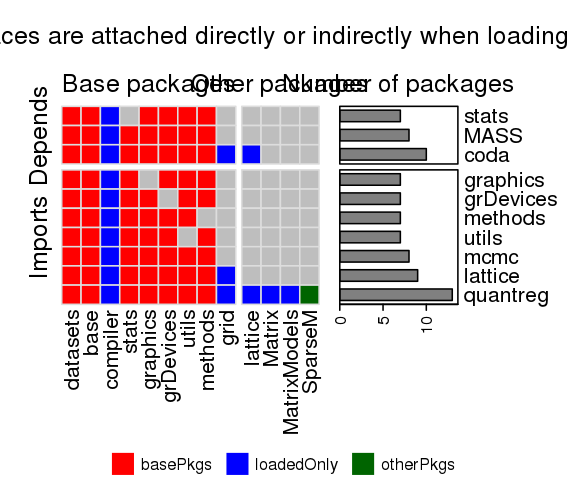 ces are attached directly or indirectly when loading
Base packages Other packages Number of packages
Depends
Imports
stats
MASS
coda
graphics
grDevices
methods
utils
mcmc
lattice
quantreg
0 5 10
datasets
base
compiler
stats
graphics
grDevices
utils
methods
grid
lattice
Matrix
MatrixModels
SparseM
basePkgs loadedOnly otherPkgs